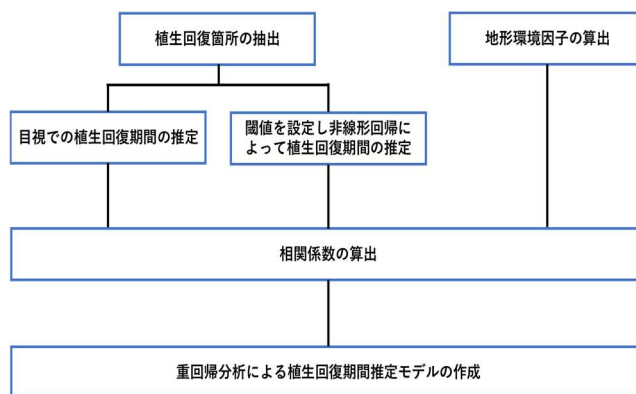 植生回復箇所の抽出
地形環境因子の算出
目視での植生回復期間の推定
閾値を設定し非線形回帰に
よって植生回復期間の推定
相関係数の算出
重回帰分析による植生回復期間推定モデルの作成